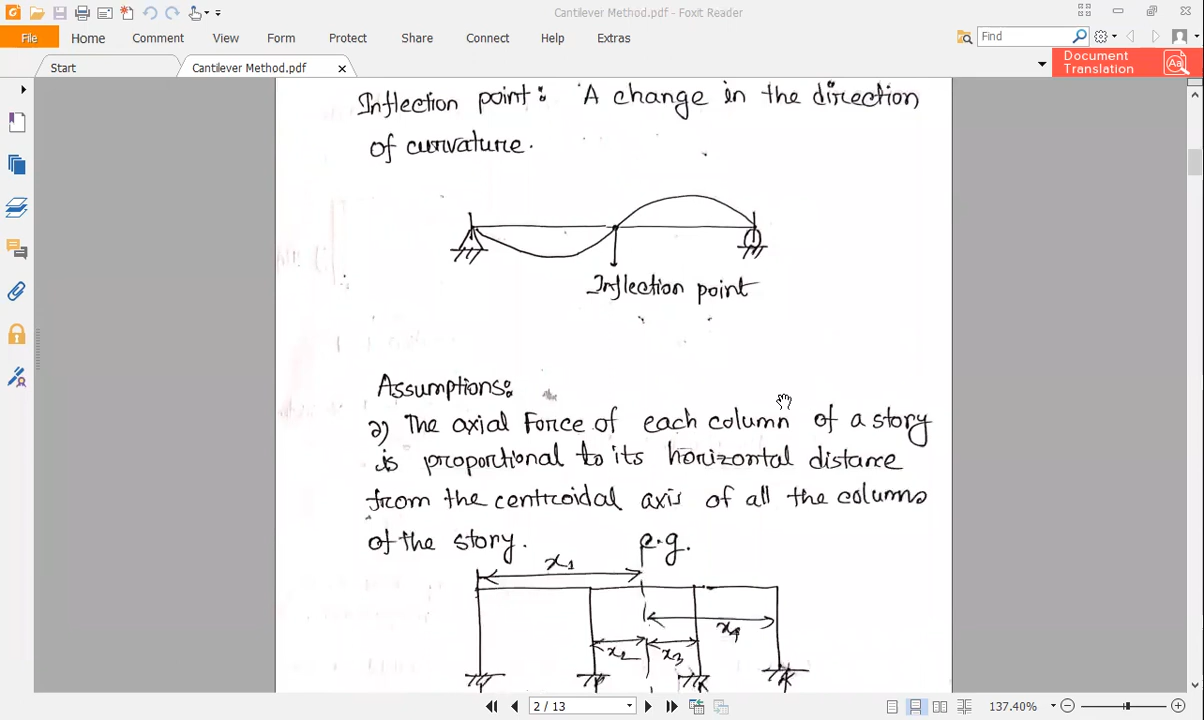 Cantilever Method.pdf - Foxit Reader
File Home Comment View Form Protect Share Connect Help Extras
Find
Start
Cantilever Method.pdf
Document Translation
Inflection point: A change in the direction
of curvature.
Inflection point
Assumptions:
2) The axial Force of each column of a story
is proportional to its horizontal distance
from the centroidal axis of all the columns
of the story.
x1
x2
x3
x4
2 / 13
137.40%